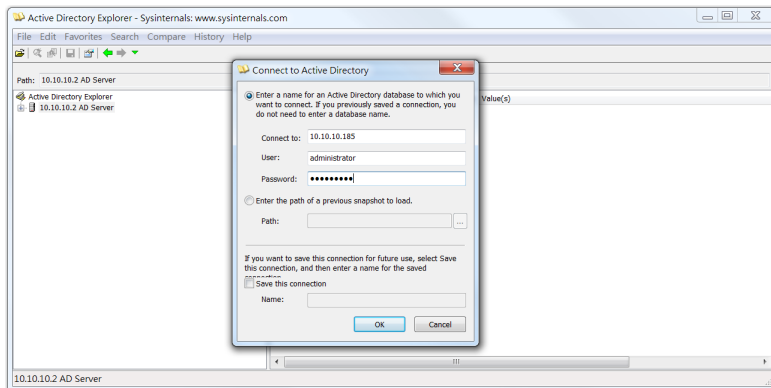 Active Directory Explorer - Sysinternals: www.sysinternals.com
File Edit Favorites Search Compare History Help
Path: 10.10.10.2 AD Server
Active Directory Explorer
10.10.10.2 AD Server
Value(s)
Connect to Active Directory
Enter a name for an Active Directory database to which you
want to connect. If you previously saved a connection, you
do not need to enter a database name.
Connect to: 10.10.10.185
User: administrator
Password: •••••••••
Enter the path of a previous snapshot to load.
Path: ...
If you want to save this connection for future use, select Save
this connection, and then enter a name for the saved
Save this connection
Name:
OK Cancel
10.10.10.2 AD Server